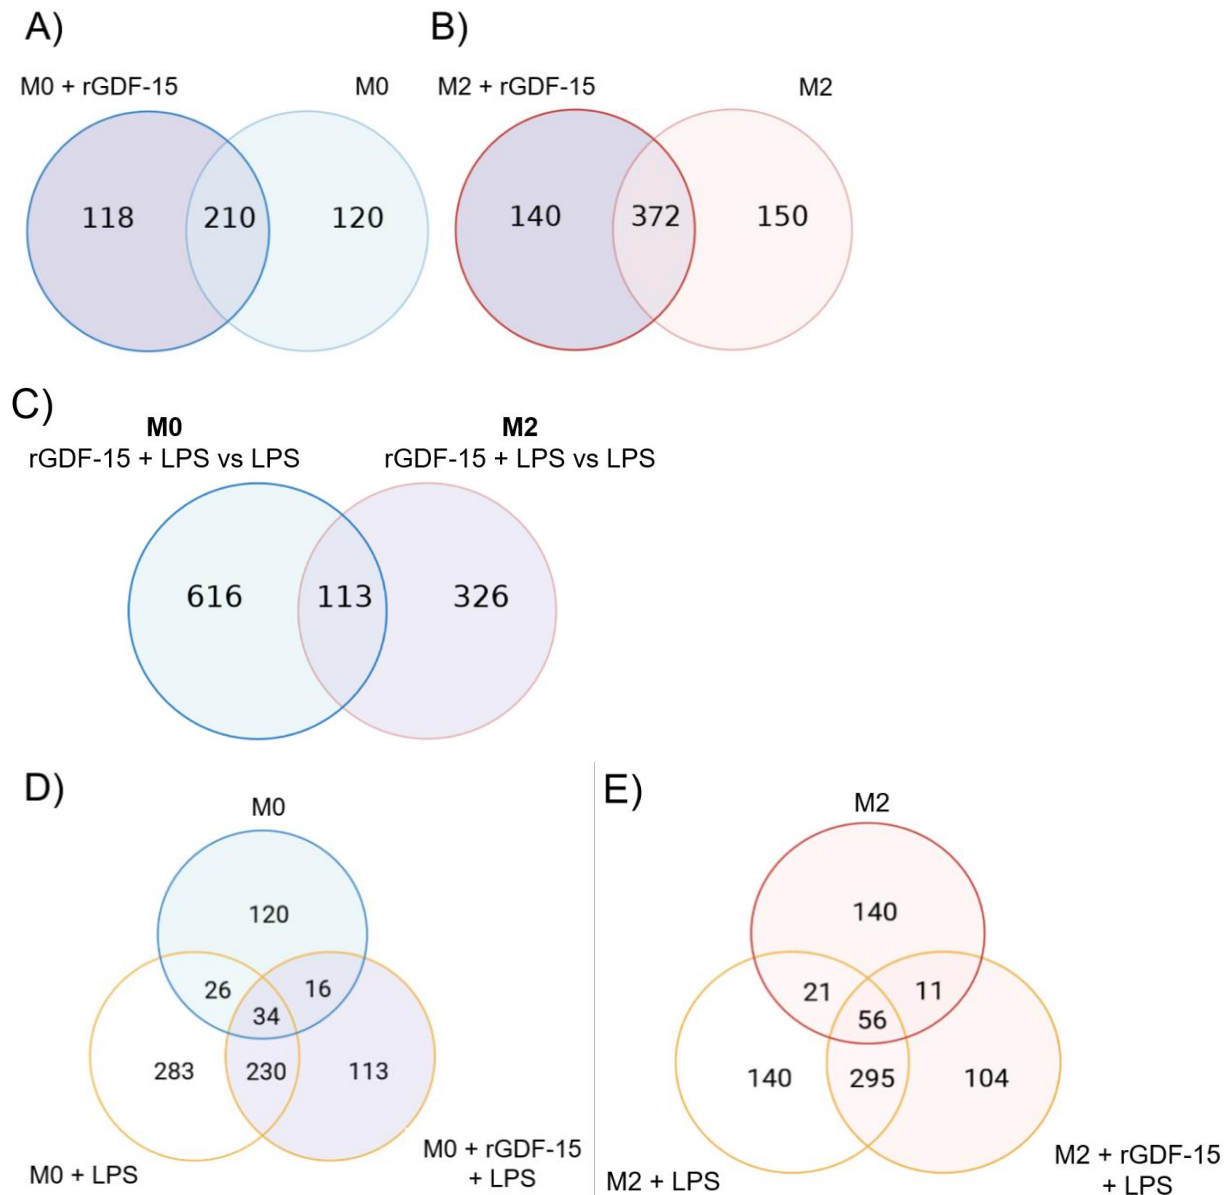 A)
B)
M0 + rGDF-15
M0
M2 + rGDF-15
M2
118
210
120
140
372
150
C)
M0
M2
rGDF-15 + LPS vs LPS
rGDF-15 + LPS vs LPS
616
113
326
D)
M0
120
26
16
34
283
230
113
M0 + LPS
M0 + rGDF-15
+ LPS
E)
M2
140
21
11
56
140
295
104
M2 + LPS
M2 + rGDF-15
+ LPS